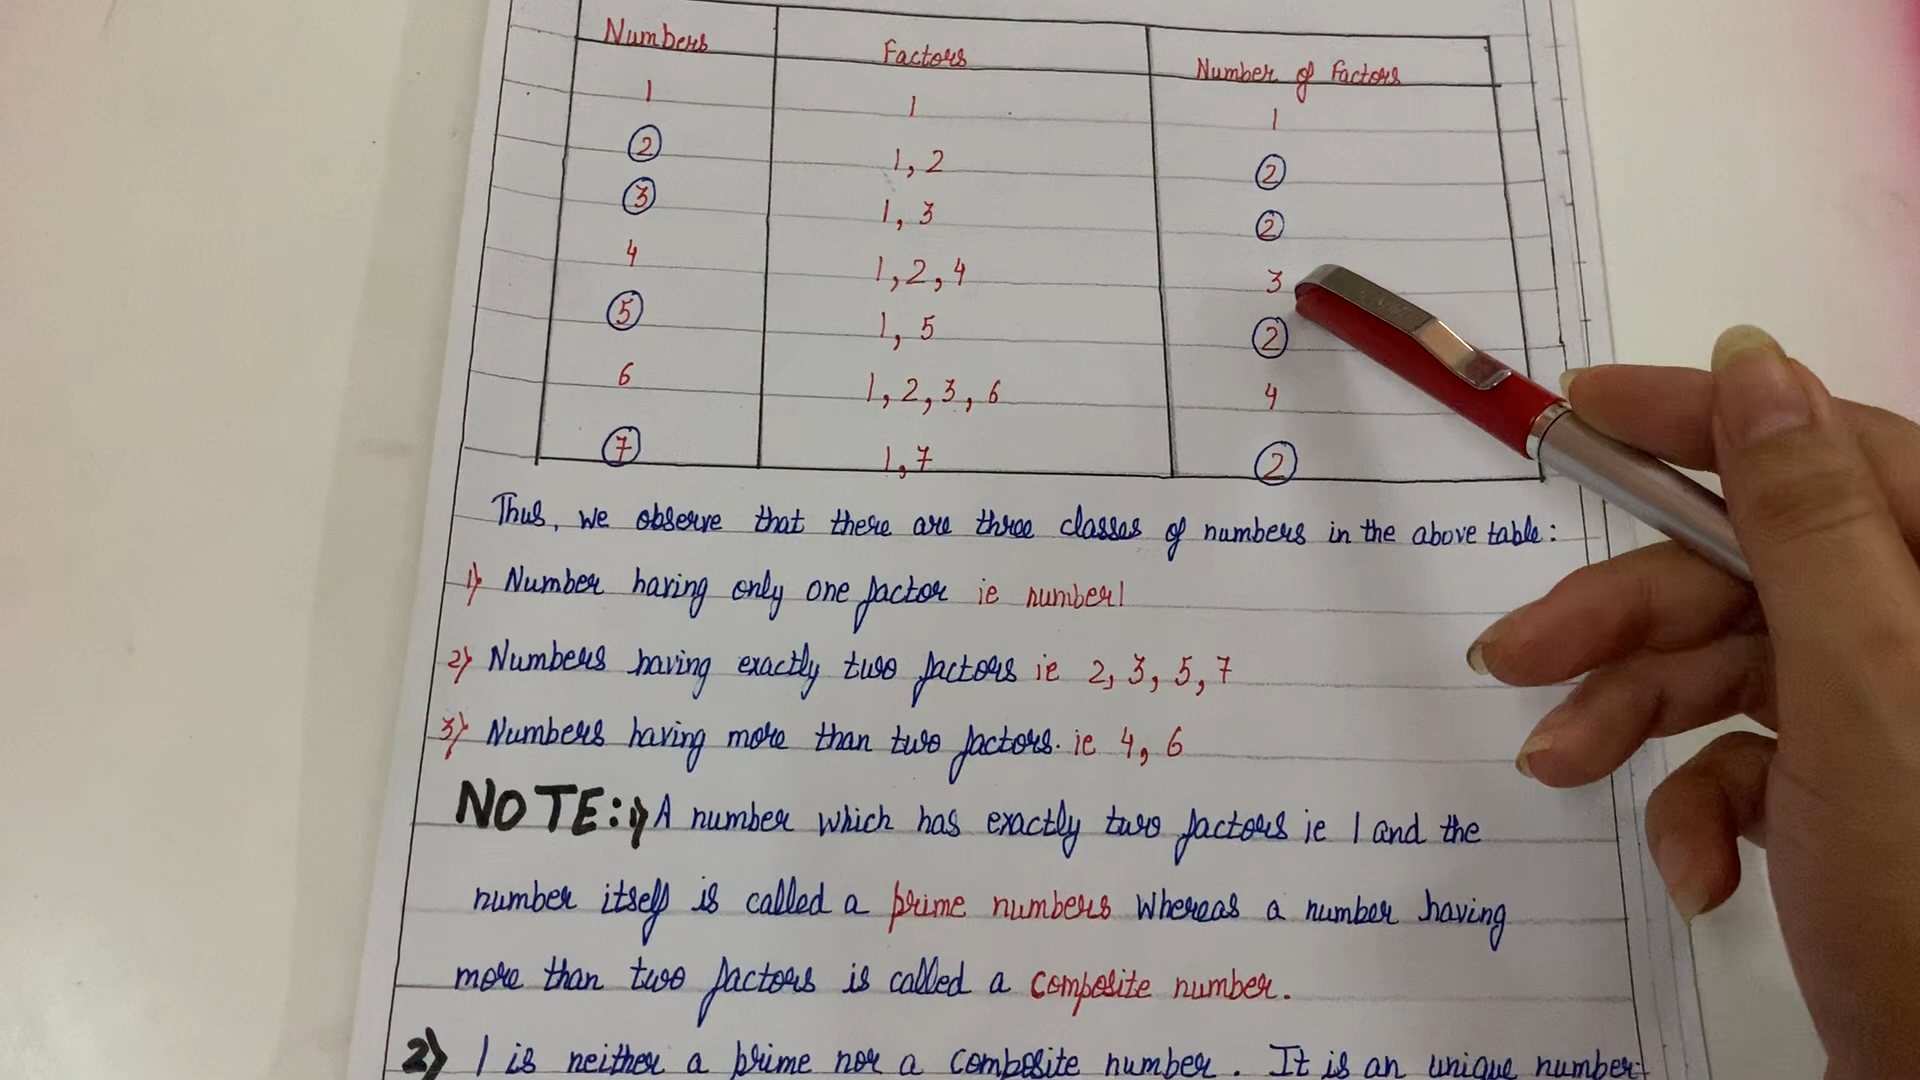 Numbers Factors Number of Factors
1 1 1
2 1, 2 2
3 1, 3 2
4 1, 2, 4 3
5 1, 5 2
6 1, 2, 3, 6 4
7 1, 7 2
Thus, we observe that there are three classes of numbers in the above table:
1) Number having only one factor ie number 1
2) Numbers having exactly two factors ie 2, 3, 5, 7
3) Numbers having more than two factors. ie 4, 6
NOTE: 1) A number which has exactly two factors ie 1 and the
number itself is called a prime numbers whereas a number having
more than two factors is called a composite number.
2) 1 is neither a prime nor a composite number. It is an unique number.